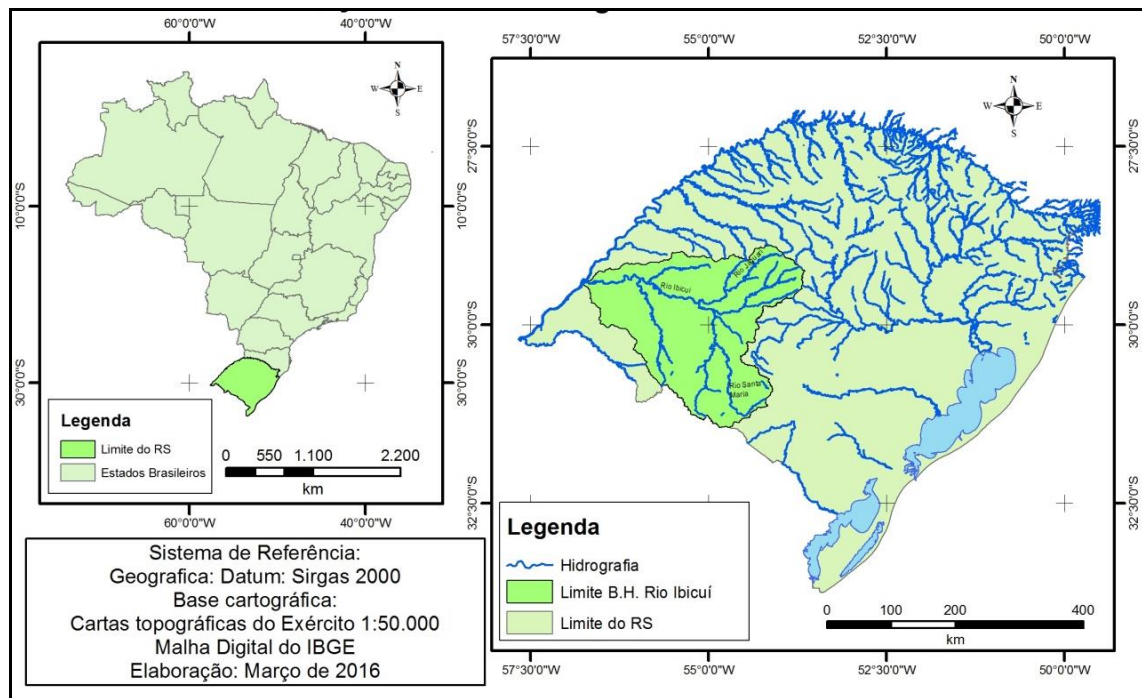 60°0'0"W 40°0'0"W
N
W E
S
10°0'0"S 10°0'0"S
30°0'0"S 30°0'0"S
Legenda
Limite do RS
Estados Brasileiros
0 550 1.100 2.200
km
60°0'0"W 40°0'0"W
Sistema de Referência:
Geografica: Datum: Sirgas 2000
Base cartográfica:
Cartas topográficas do Exército 1:50.000
Malha Digital do IBGE
Elaboração: Março de 2016
57°30'0"W 55°0'0"W 52°30'0"W 50°0'0"W
N
W E
S
27°30'0"S 27°30'0"S
Rio Ibicuí
30°0'0"S 30°0'0"S
Rio Santa
Maria
32°30'0"S 32°30'0"S
Legenda
Hidrografia
Limite B.H. Rio Ibicuí
Limite do RS
0 100 200 400
km
57°30'0"W 55°0'0"W 52°30'0"W 50°0'0"W